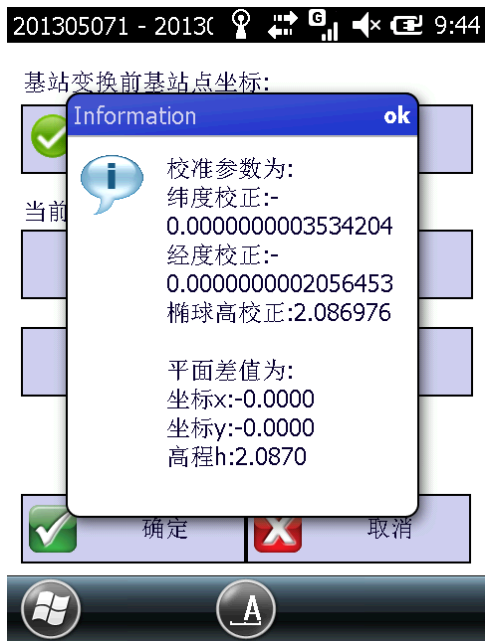 201305071 - 2013( G 9:44
基站变换前基站点坐标:
Information ok
校准参数为:
纬度校正:-
0.0000000003534204
当前
经度校正:-
0.0000000002056453
椭球高校正:2.086976
平面差值为:
坐标x:-0.0000
坐标y:-0.0000
高程h:2.0870
确定 取消
A